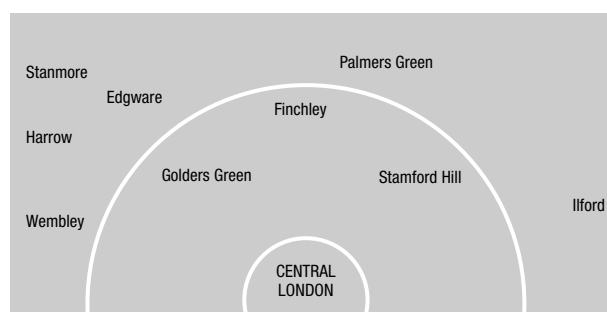 Palmers Green
Stanmore
Edgware
Finchley
Harrow
Golders Green
Stamford Hill
Ilford
Wembley
CENTRAL
LONDON